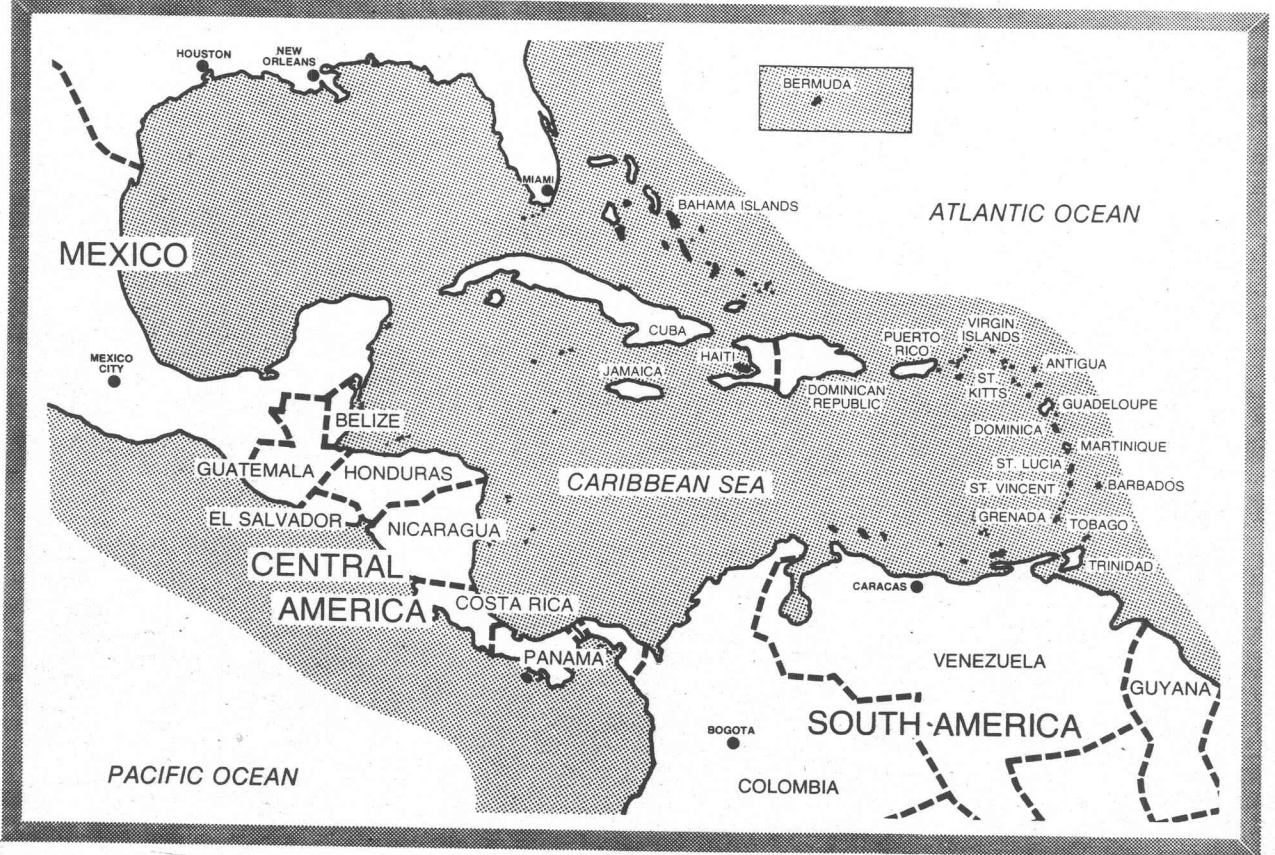 HOUSTON
NEW
ORLEANS
BERMUDA
MIAMI
BAHAMA ISLANDS
ATLANTIC OCEAN
MEXICO
CUBA
MEXICO
CITY
HAITI
JAMAICA
DOMINICAN
REPUBLIC
PUERTO
RICO
VIRGIN
ISLANDS
ANTIGUA
ST.
KITTS
GUADELOUPE
DOMINICA
MARTINIQUE
ST. LUCIA
ST. VINCENT
BARBADOS
GRENADA
TOBAGO
TRINIDAD
BELIZE
GUATEMALA
HONDURAS
CARIBBEAN SEA
EL SALVADOR
NICARAGUA
CENTRAL
AMERICA
COSTA RICA
PANAMA
CARACAS
VENEZUELA
GUYANA
SOUTH AMERICA
BOGOTA
COLOMBIA
PACIFIC OCEAN